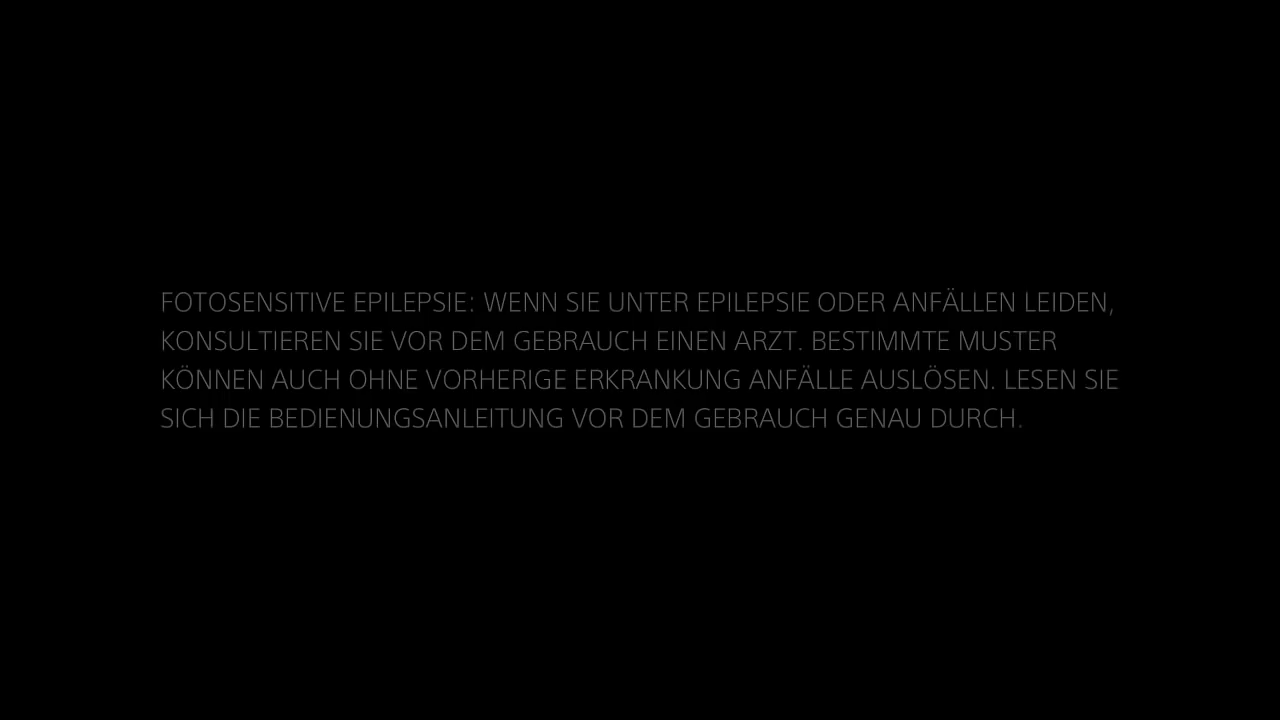 FOTOSENSITIVE EPILEPSIE: WENN SIE UNTER EPILEPSIE ODER ANFÄLLEN LEIDEN,
KONSULTIEREN SIE VOR DEM GEBRAUCH EINEN ARZT. BESTIMMTE MUSTER
KÖNNEN AUCH OHNE VORHERIGE ERKRANKUNG ANFÄLLE AUSLÖSEN. LESEN SIE
SICH DIE BEDIENUNGSANLEITUNG VOR DEM GEBRAUCH GENAU DURCH.